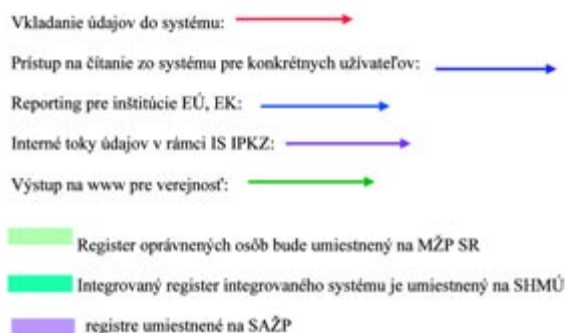 Vkladanie údajov do systému:
Prístup na čítanie zo systému pre konkrétnych užívateľov:
Reporting pre inštitúcie EÚ, EK:
Interné toky údajov v rámci IS IPKZ:
Výstup na www pre verejnosť:
Register oprávnených osôb bude umiestnený na MŽP SR
Integrovaný register integrovaného systému je umiestnený na SHMÚ
registre umiestnené na SAŽP